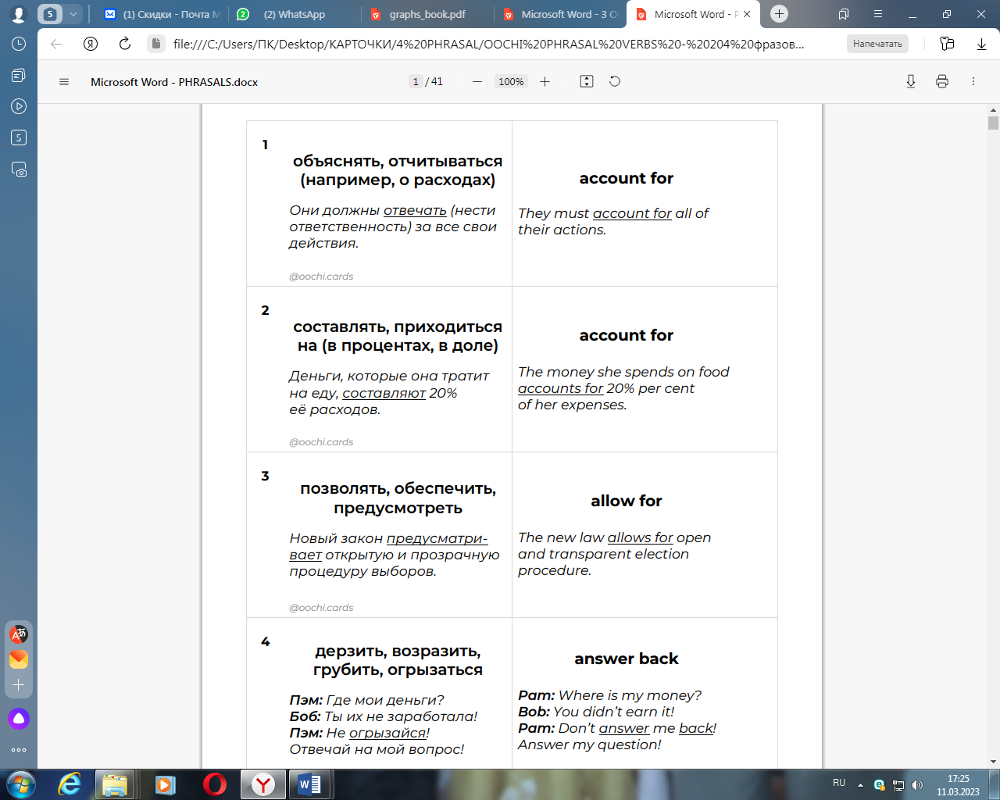 5
(1) Скидки - Почта М
(2) WhatsApp
graphs_book.pdf
Microsoft Word - 3 O
Microsoft Word - P
file:///C:/Users/ПК/Desktop/КАРТОЧКИ/4%20PHRASAL/OOCHI%20PHRASAL%20VERBS%20-%20204%20фразов...
Напечатать
Microsoft Word - PHRASALS.docx
1 / 41
100%
5
1
объяснять, отчитываться
(например, о расходах)
Они должны отвечать (нести
ответственность) за все свои
действия.
@oochi.cards
account for
They must account for all of
their actions.
2
составлять, приходиться
на (в процентах, в доле)
Деньги, которые она тратит
на еду, составляют 20%
её расходов.
@oochi.cards
account for
The money she spends on food
accounts for 20% per cent
of her expenses.
3
позволять, обеспечить,
предусмотреть
Новый закон предусматри-
вает открытую и прозрачную
процедуру выборов.
@oochi.cards
allow for
The new law allows for open
and transparent election
procedure.
4
дерзить, возразить,
грубить, огрызаться
Пэм: Где мои деньги?
Боб: Ты их не заработала!
Пэм: Не огрызайся!
Отвечай на мой вопрос!
answer back
Pam: Where is my money?
Bob: You didn't earn it!
Pam: Don't answer me back!
Answer my question!
RU
17:25
11.03.2023